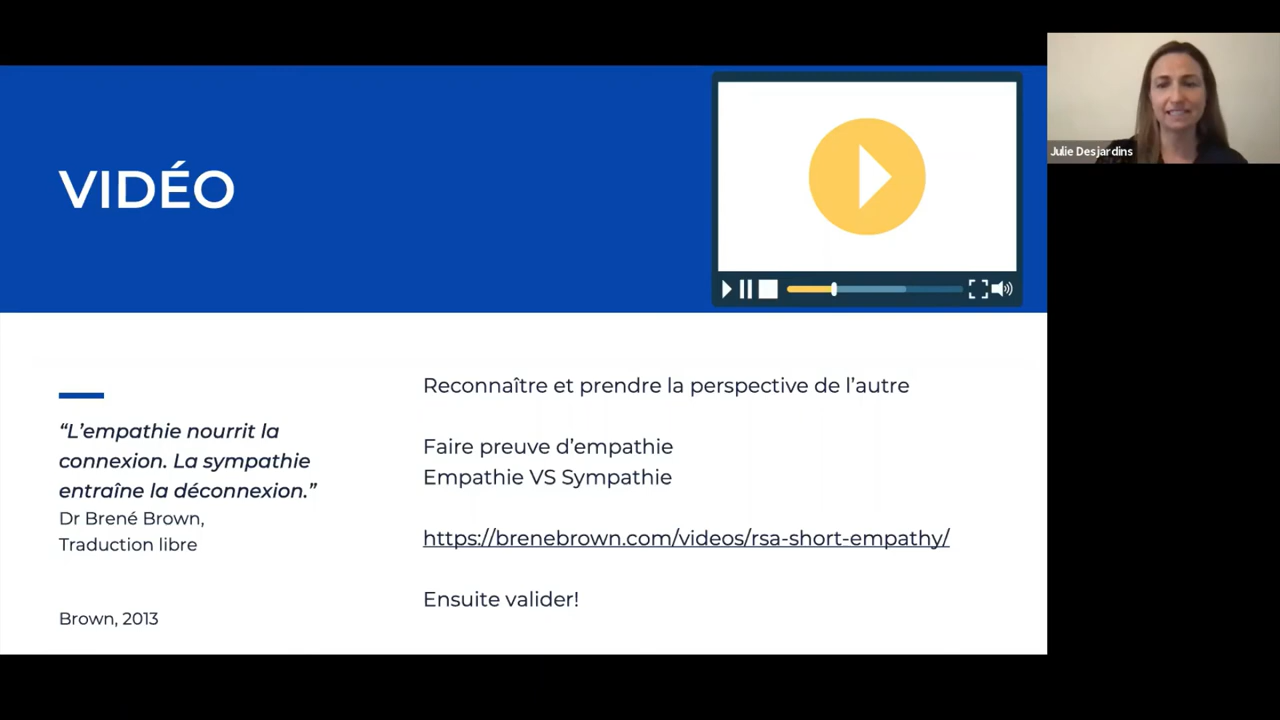 VIDÉO
Julie Desjardins
“L’empathie nourrit la
connexion. La sympathie
entraîne la déconnexion.”
Dr Brené Brown,
Traduction libre
Brown, 2013
Reconnaître et prendre la perspective de l’autre
Faire preuve d’empathie
Empathie VS Sympathie
https://brenebrown.com/videos/rsa-short-empathy/
Ensuite valider!